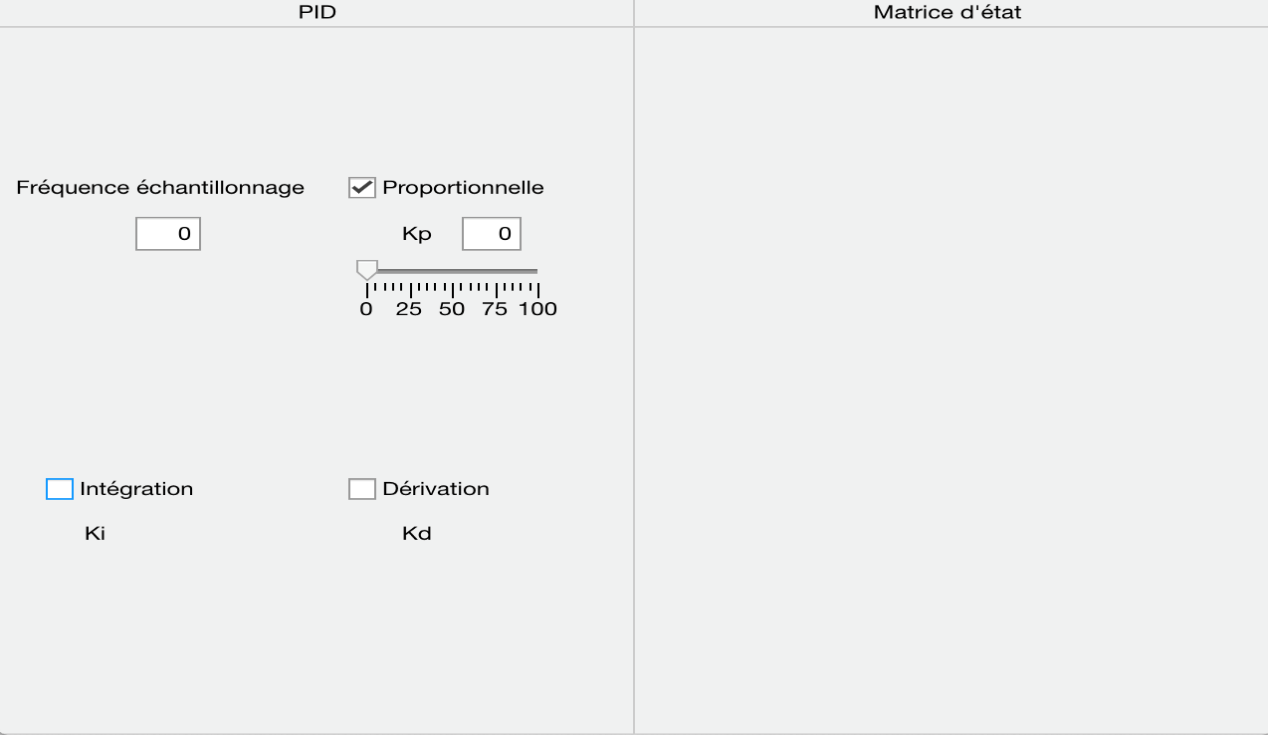 PID
Matrice d'état
Fréquence échantillonnage
Proportionnelle
0
Kp 0
0 25 50 75 100
Intégration
Dérivation
Ki
Kd